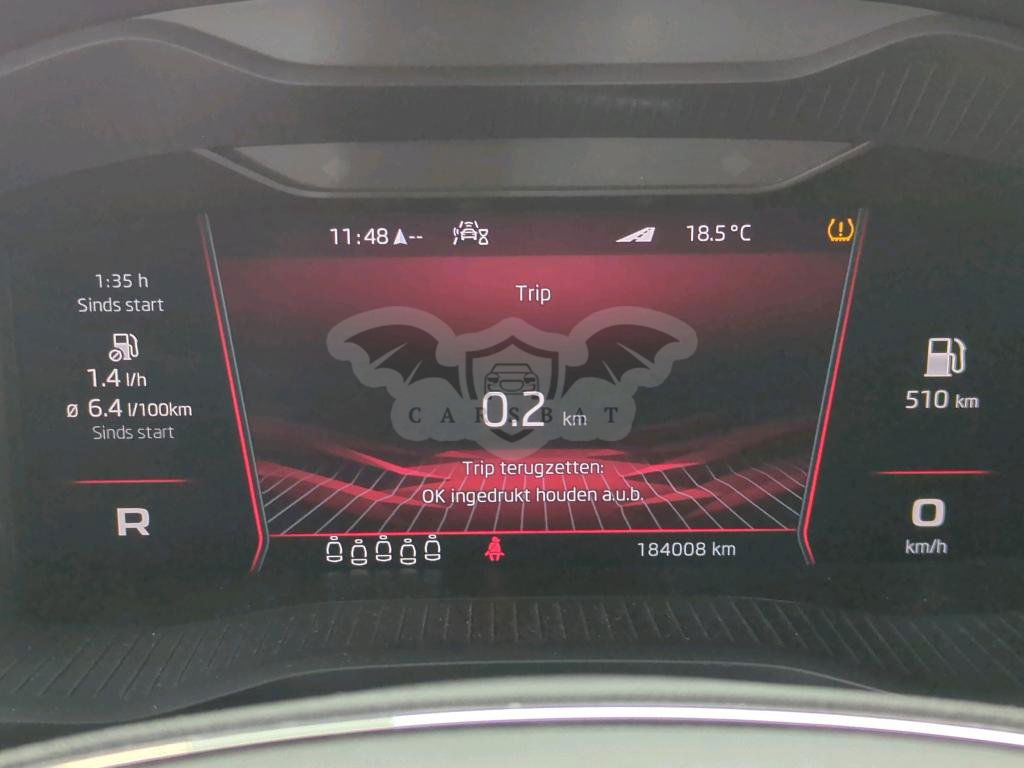 11:48 --
18.5°C
1:35 h
Sinds start
1.4 l/h
Ø 6.4 l/100km
Sinds start
R
Trip
0.2 km
CARSBAT
Trip terugzetten:
OK ingedrukt houden a.u.b.
184008 km
510 km
0
km/h